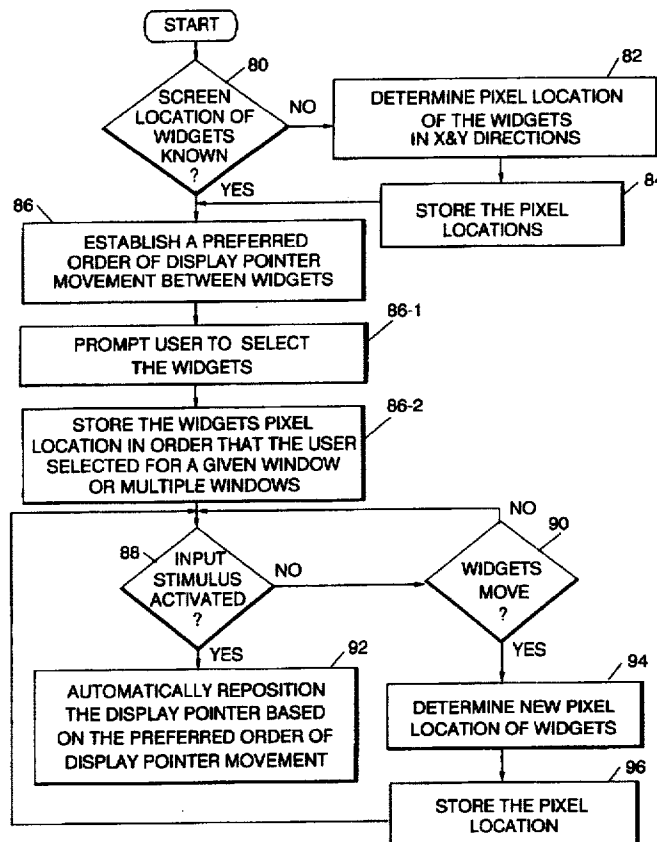 START
80
SCREEN
LOCATION OF
WIDGETS
KNOWN
?
NO
YES
82
DETERMINE PIXEL LOCATION
OF THE WIDGETS
IN X&Y DIRECTIONS
84
STORE THE PIXEL
LOCATIONS
86
ESTABLISH A PREFERRED
ORDER OF DISPLAY POINTER
MOVEMENT BETWEEN WIDGETS
86-1
PROMPT USER TO SELECT
THE WIDGETS
86-2
STORE THE WIDGETS PIXEL
LOCATION IN ORDER THAT THE USER
SELECTED FOR A GIVEN WINDOW
OR MULTIPLE WINDOWS
88
INPUT
STIMULUS
ACTIVATED
?
NO
YES
90
WIDGETS
MOVE
?
NO
YES
92
AUTOMATICALLY REPOSITION
THE DISPLAY POINTER BASED
ON THE PREFERRED ORDER OF
DISPLAY POINTER MOVEMENT
94
DETERMINE NEW PIXEL
LOCATION OF WIDGETS
96
STORE THE PIXEL
LOCATION